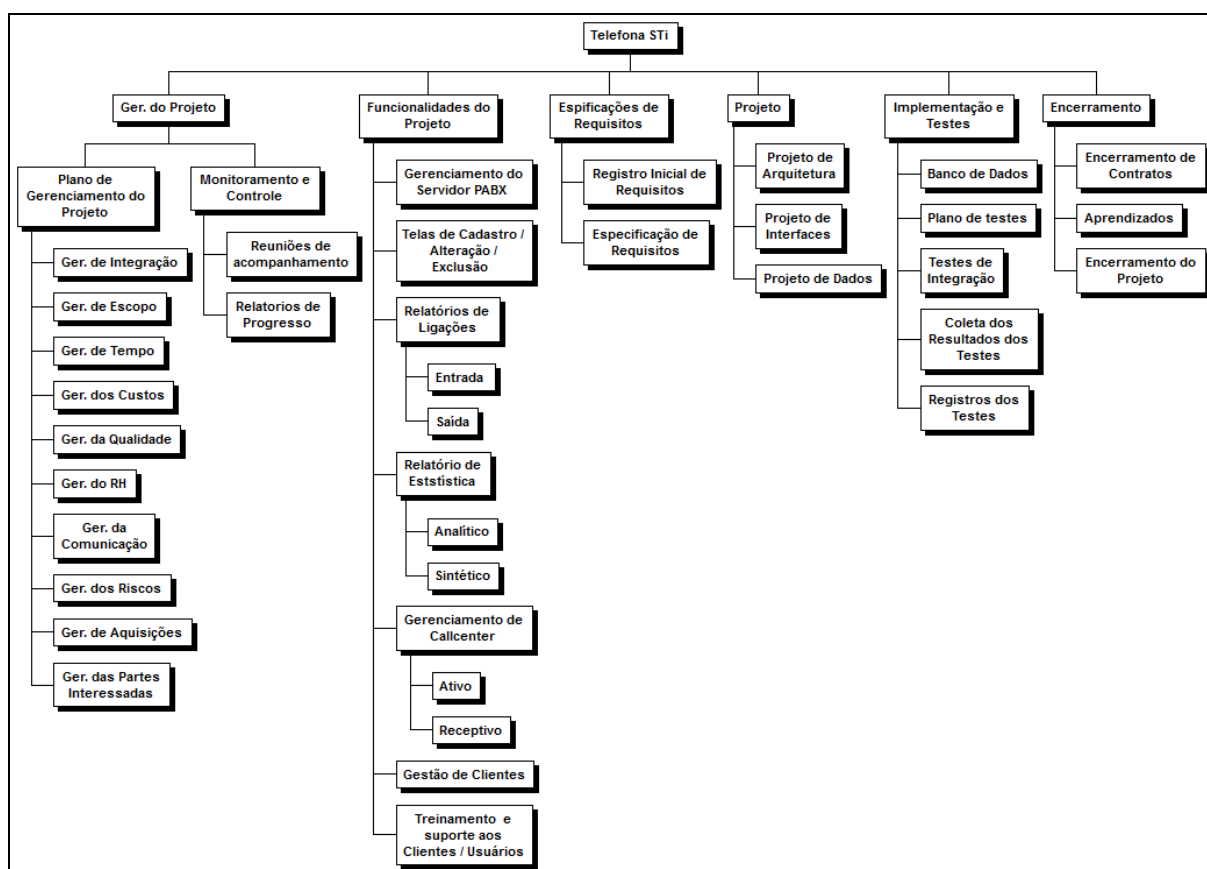 Telefona STi
Ger. do Projeto
Plano de
Gerenciamento do
Projeto
Ger. de Integração
Ger. de Escopo
Ger. de Tempo
Ger. dos Custos
Ger. da Qualidade
Ger. do RH
Ger. da
Comunicação
Ger. dos Riscos
Ger. de Aquisições
Ger. das Partes
Interessadas
Monitoramento e
Controle
Reuniões de
acompanhamento
Relatorios de
Progresso
Funcionalidades do
Projeto
Gerenciamento do
Servidor PABX
Telas de Cadastro /
Alteração /
Exclusão
Relatórios de
Ligações
Entrada
Saída
Relatório de
Eststística
Analítico
Sintético
Gerenciamento de
Callcenter
Ativo
Receptivo
Gestão de Clientes
Treinamento e
suporte aos
Clientes / Usuários
Espificações de
Requisitos
Registro Inicial de
Requisitos
Especificação de
Requisitos
Projeto
Projeto de
Arquitetura
Projeto de
Interfaces
Projeto de Dados
Implementação e
Testes
Banco de Dados
Plano de testes
Testes de
Integração
Coleta dos
Resultados dos
Testes
Registros dos
Testes
Encerramento
Encerramento de
Contratos
Aprendizados
Encerramento do
Projeto